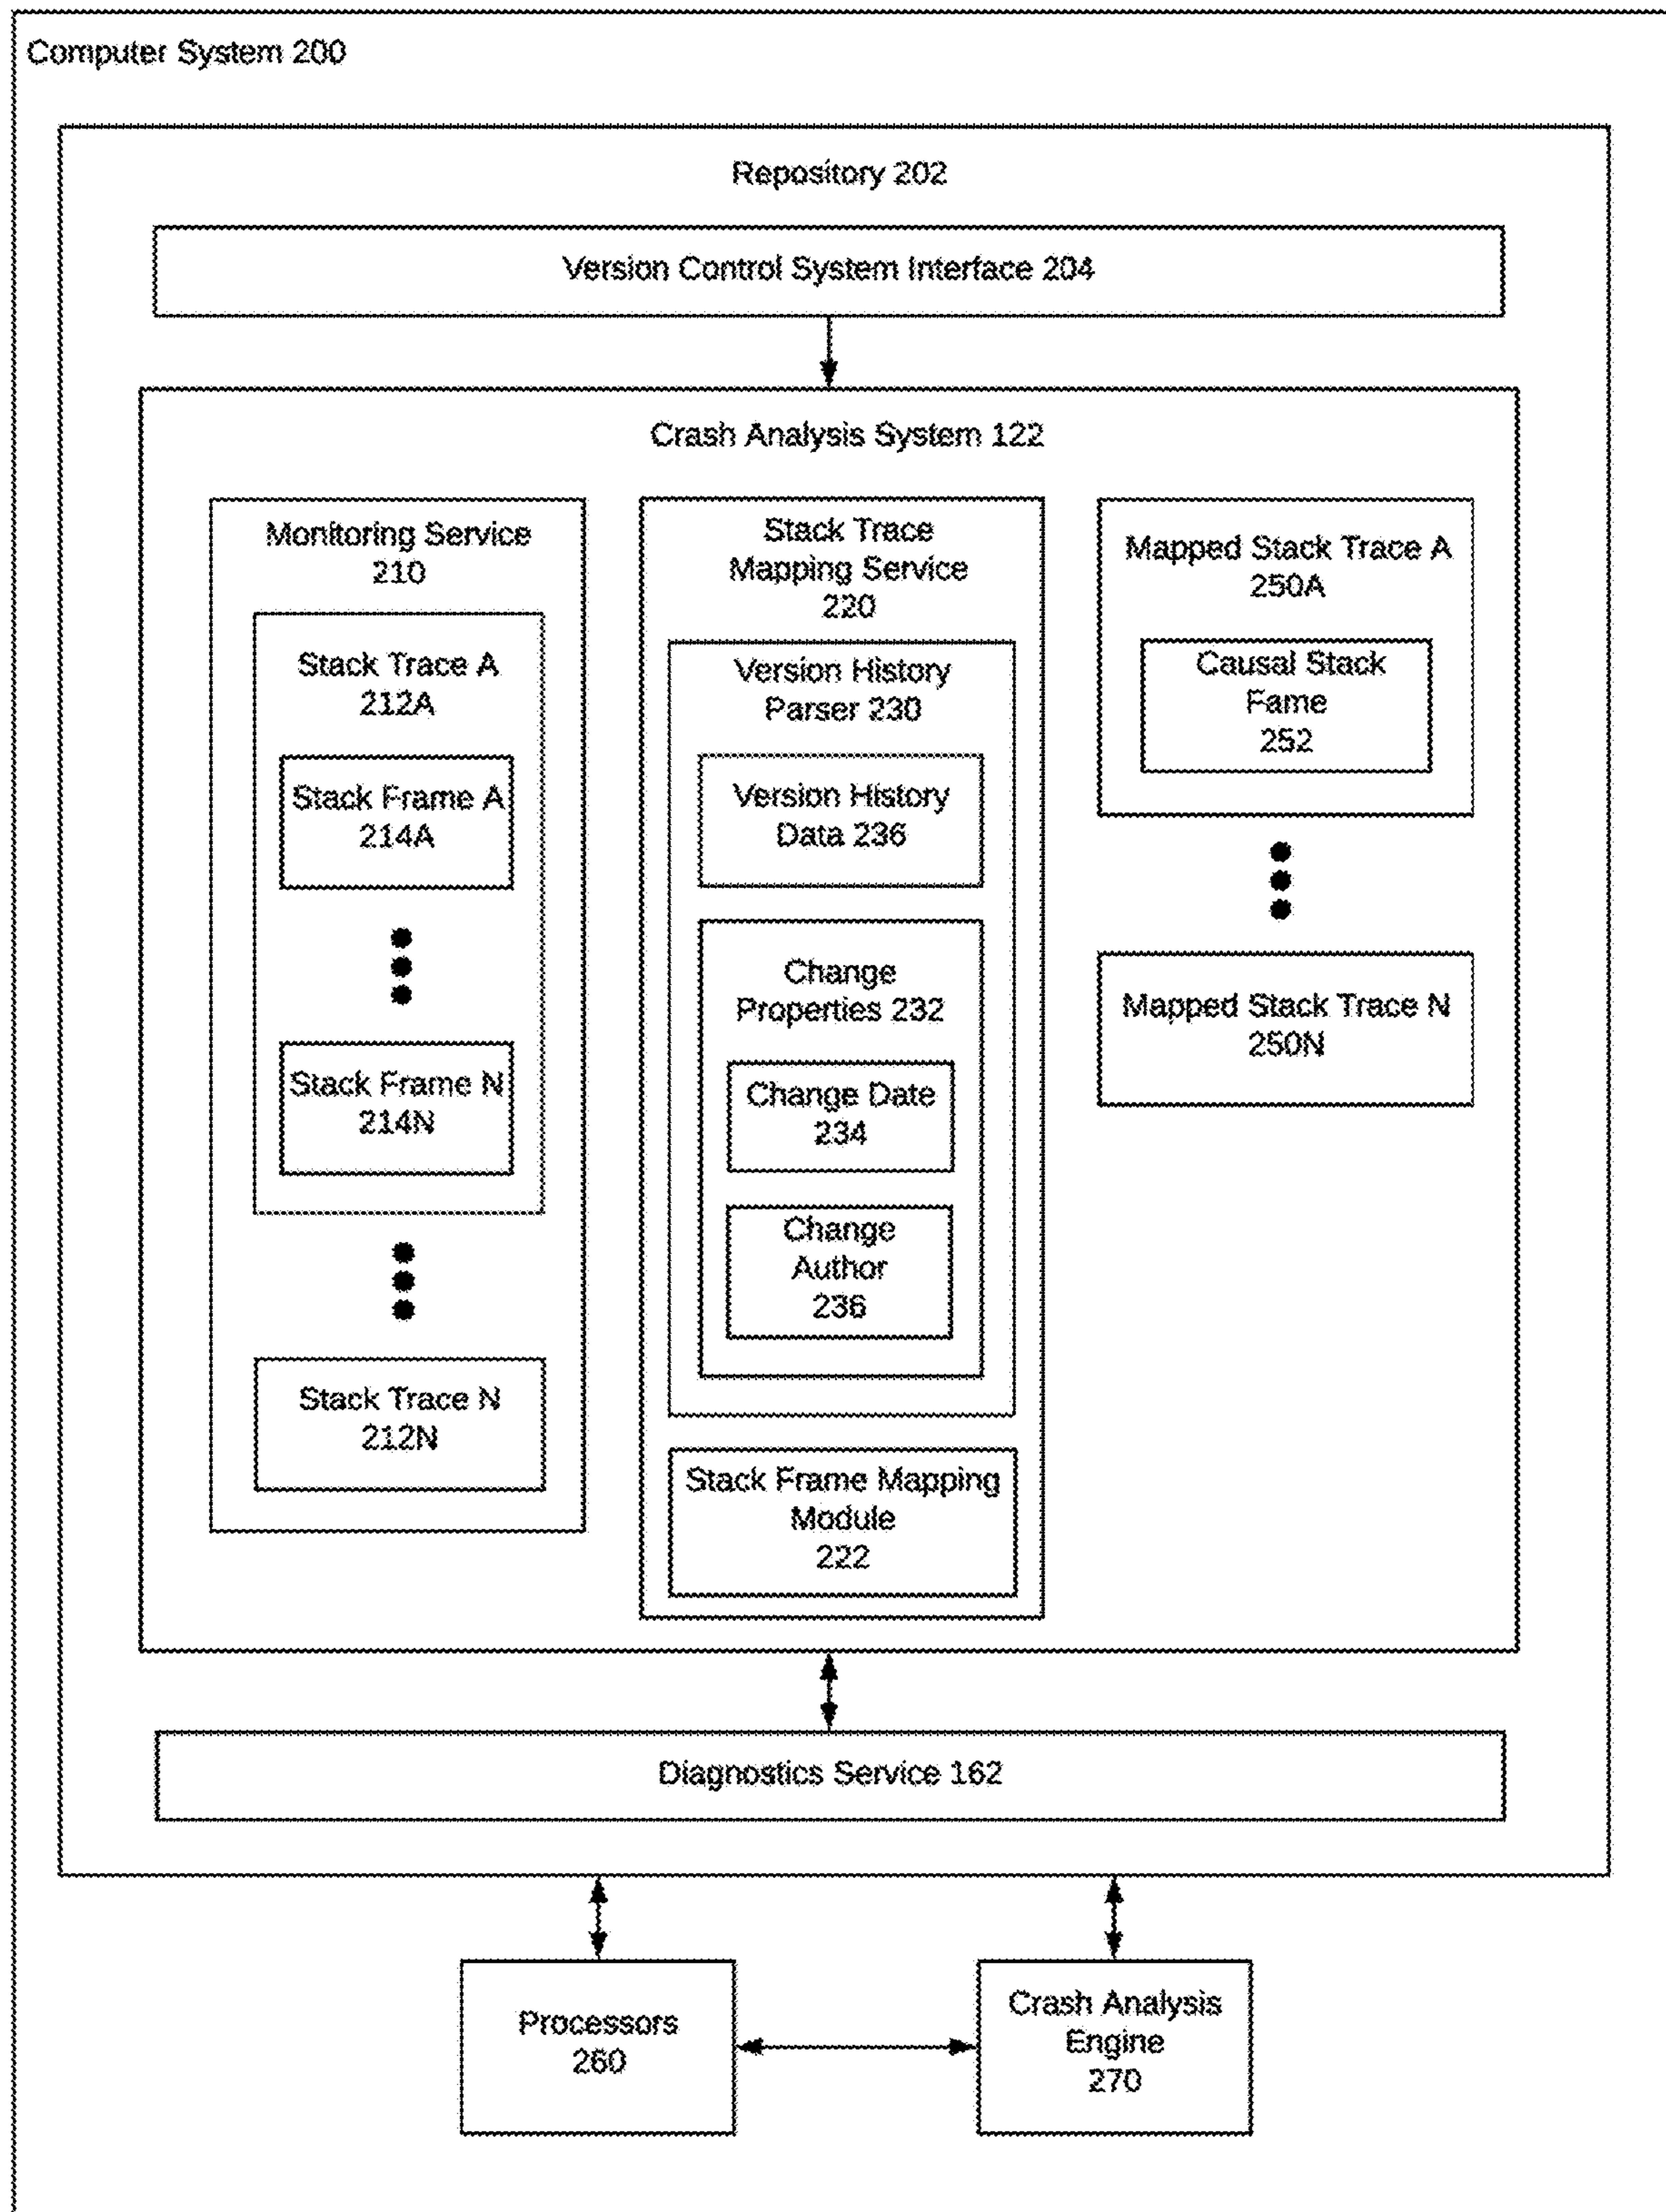 Computer System 200
Repository 202
Version Control System Interface 204
Crash Analysis System 122
Monitoring Service
210
Stack Trace A
212A
Stack Frame A
214A
Stack Frame N
214N
Stack Trace N
212N
Stack Trace
Mapping Service
220
Version History
Parser 230
Version History
Data 236
Change
Properties 232
Change Date
234
Change
Author
236
Stack Frame Mapping
Module
222
Mapped Stack Trace A
250A
Causal Stack
Fame
252
Mapped Stack Trace N
250N
Diagnostics Service 162
Processors
260
Crash Analysis
Engine
270